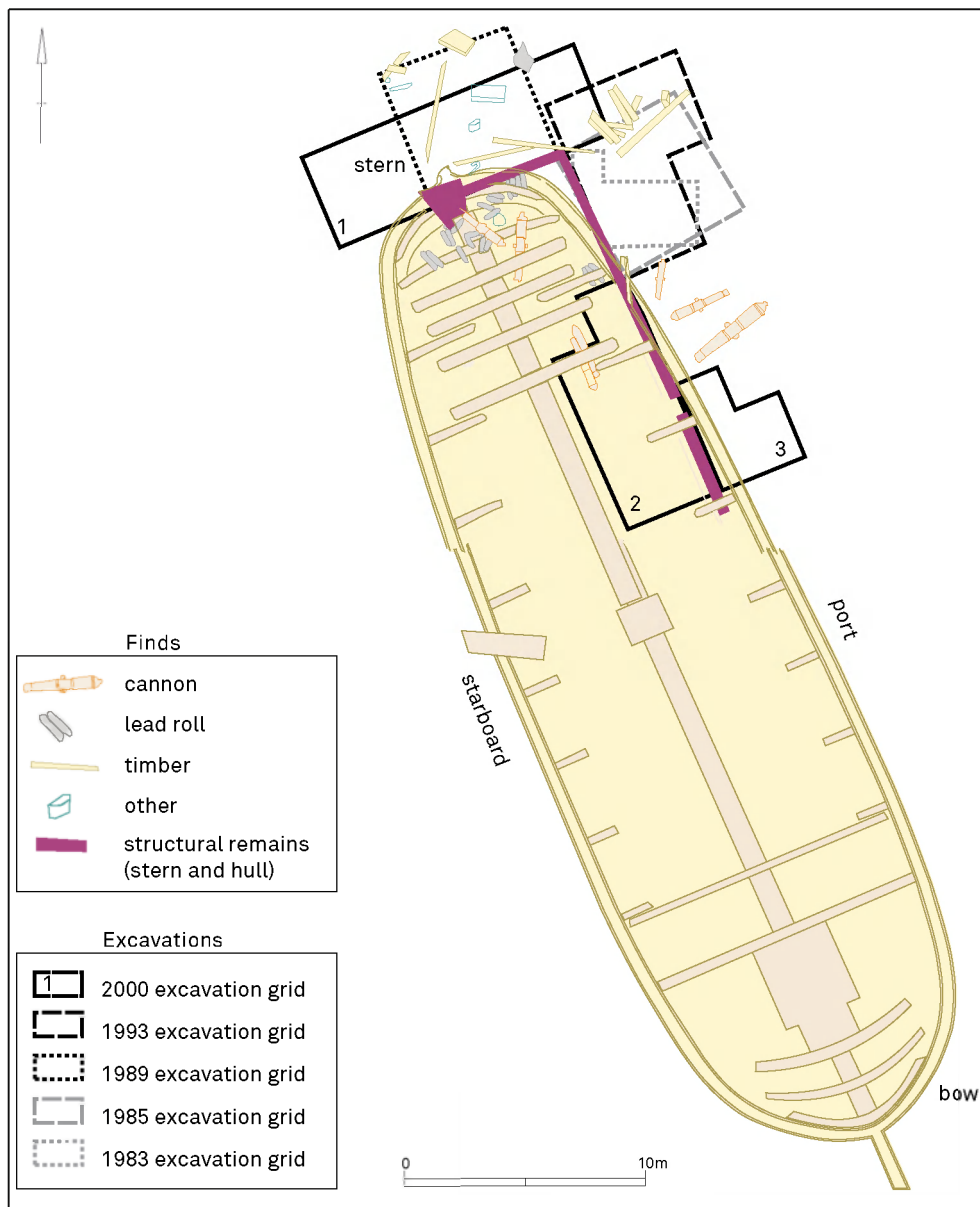 stern
1
3
2
port
starboard
bow
Finds
cannon
lead roll
timber
other
structural remains
(stern and hull)
Excavations
1
2000 excavation grid
1993 excavation grid
1989 excavation grid
1985 excavation grid
1983 excavation grid
0
10m